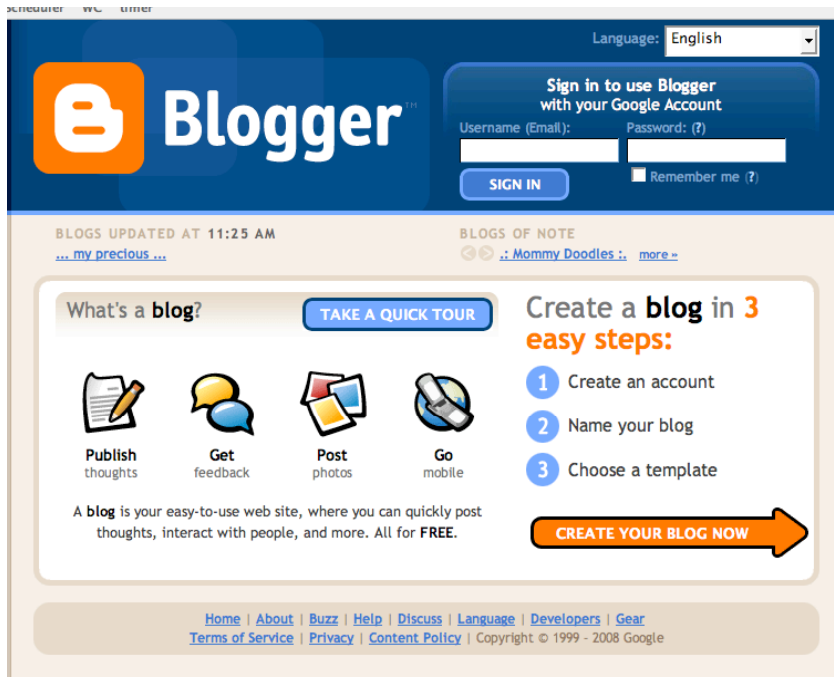 scheduler WC timer
Language: English
Blogger™
Sign in to use Blogger
with your Google Account
Username (Email): Password: (?)
SIGN IN
Remember me (?)
BLOGS UPDATED AT 11:25 AM
... my precious ...
BLOGS OF NOTE
.: Mommy Doodles :. more »
What's a blog?
TAKE A QUICK TOUR
Publish
thoughts
Get
feedback
Post
photos
Go
mobile
A blog is your easy-to-use web site, where you can quickly post
thoughts, interact with people, and more. All for FREE.
Create a blog in 3
easy steps:
1 Create an account
2 Name your blog
3 Choose a template
CREATE YOUR BLOG NOW
Home | About | Buzz | Help | Discuss | Language | Developers | Gear
Terms of Service | Privacy | Content Policy | Copyright © 1999 - 2008 Google